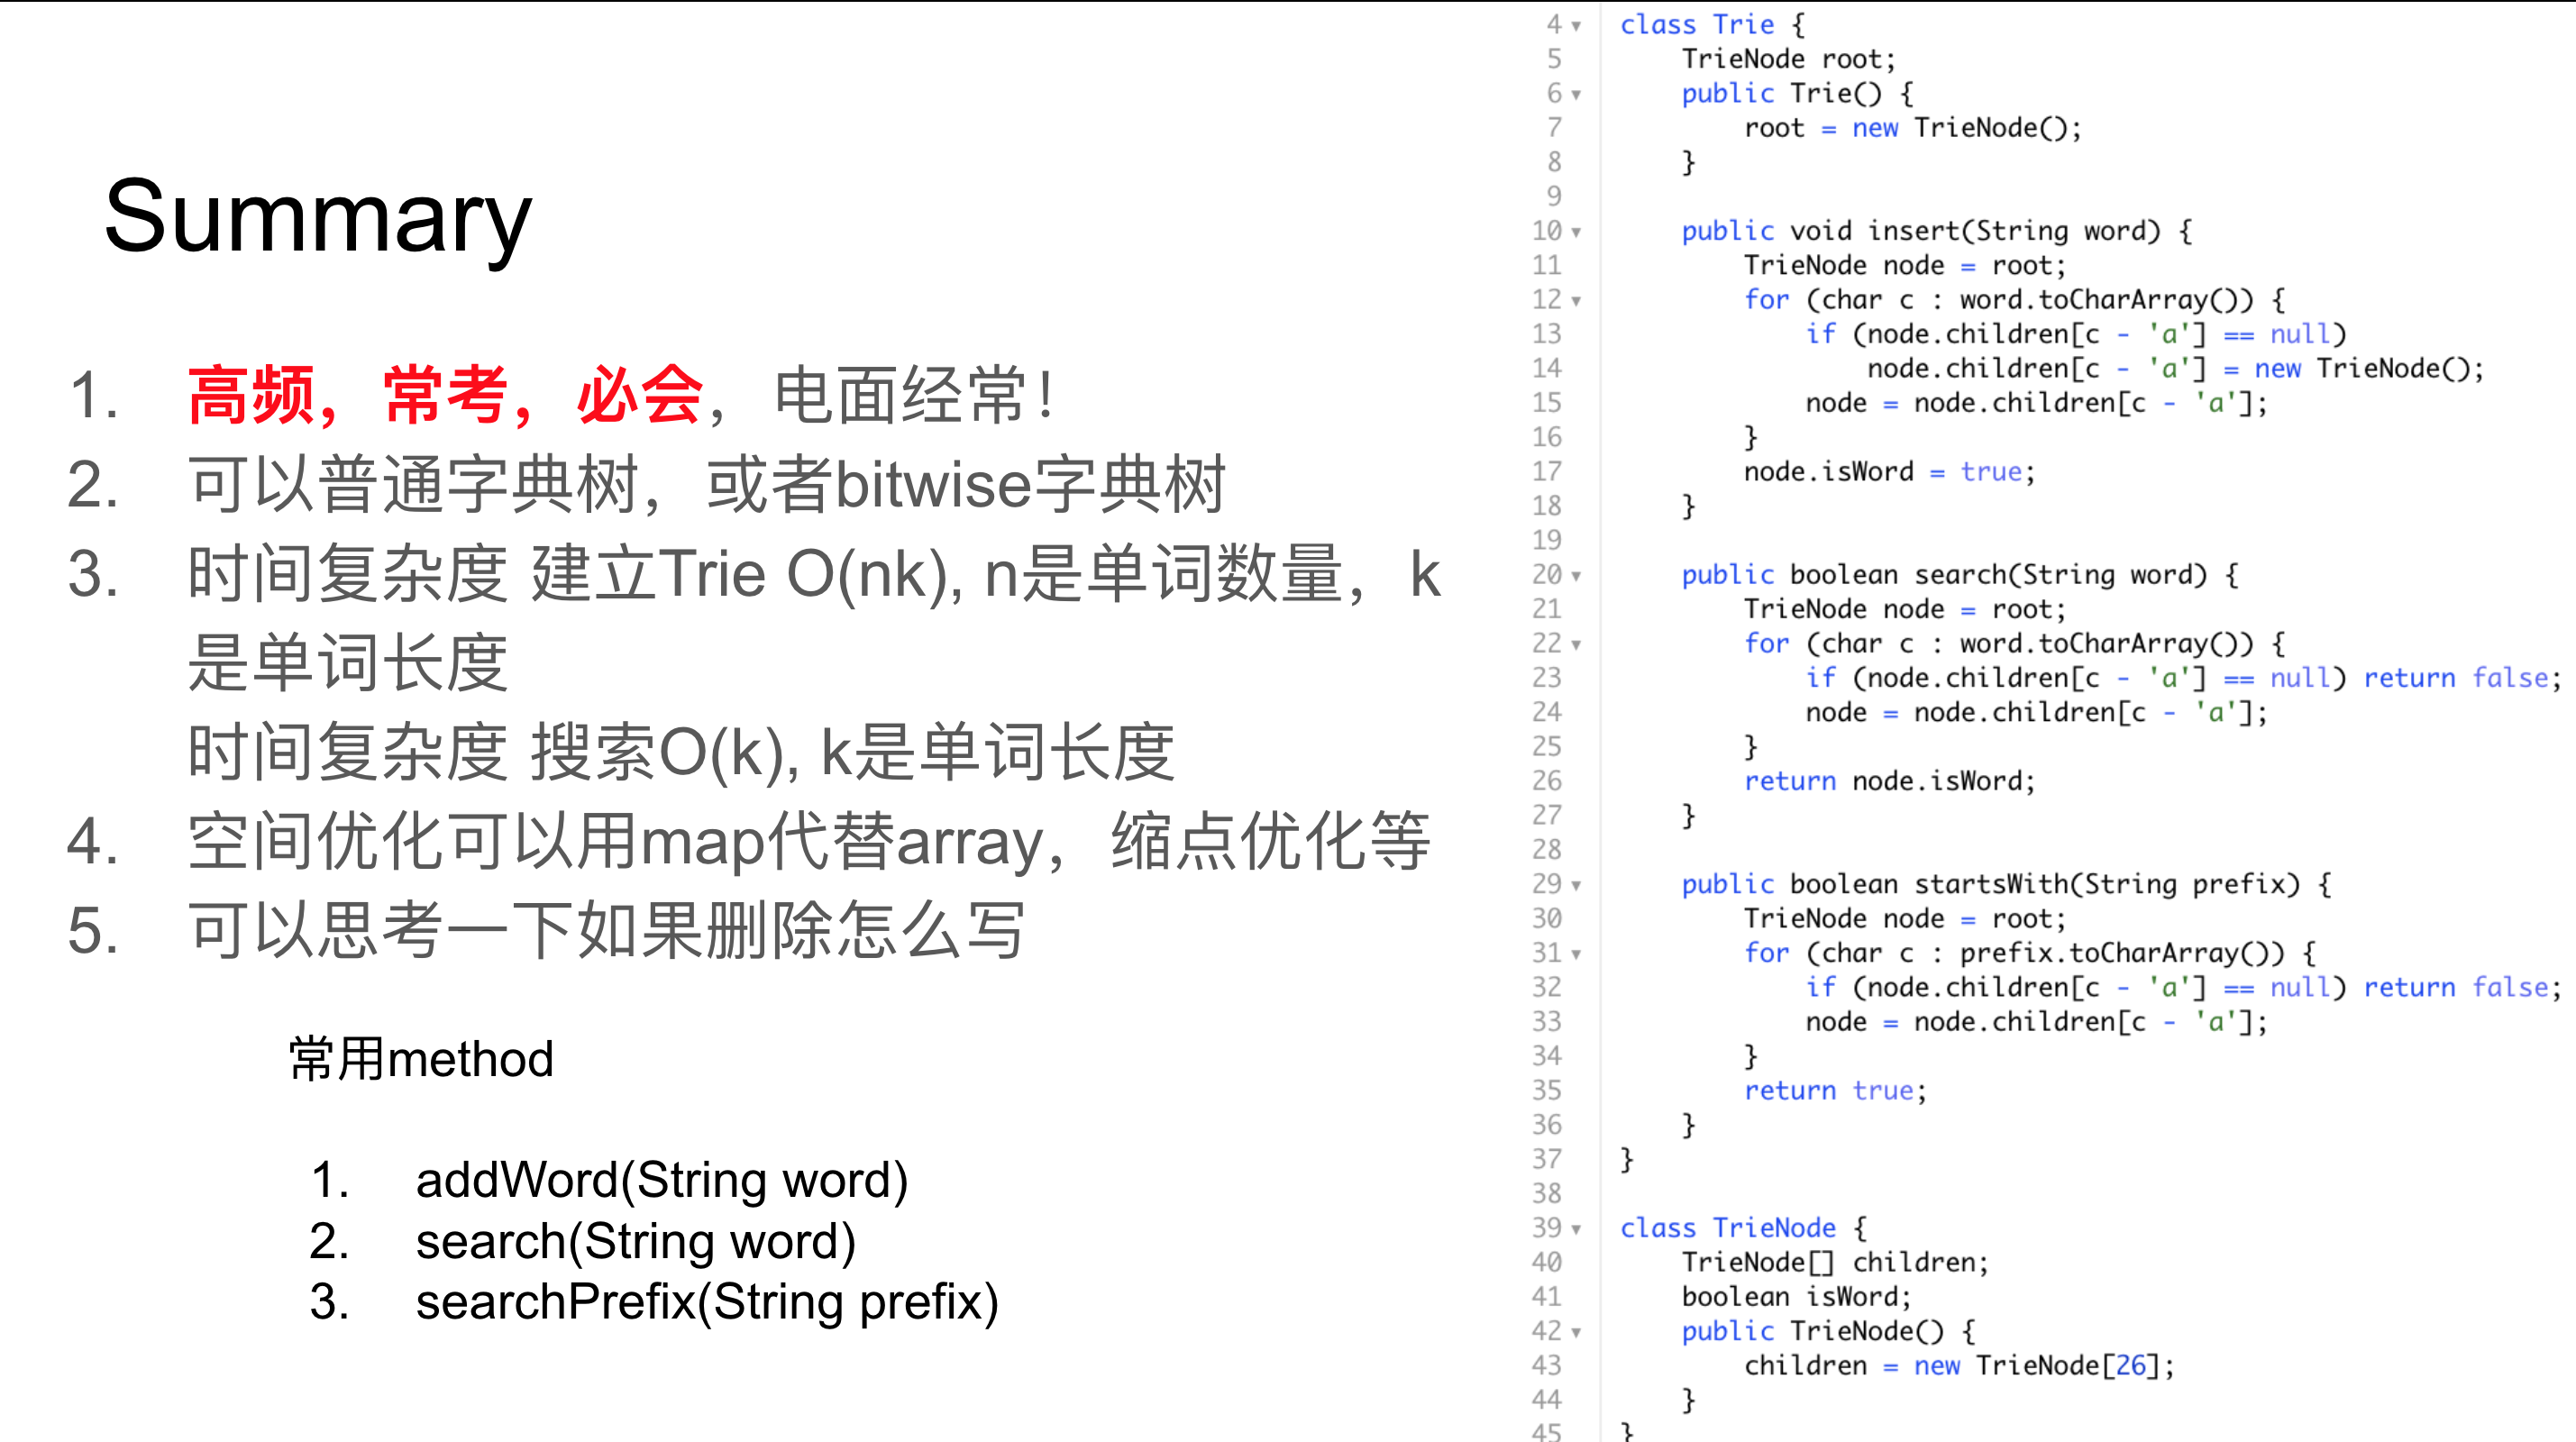 Summary
1. 高频，常考，必会，电面经常！
2. 可以普通字典树，或者bitwise字典树
3. 时间复杂度 建立Trie O(nk), n是单词数量，k
是单词长度
时间复杂度 搜索O(k), k是单词长度
4. 空间优化可以用map代替array，缩点优化等
5. 可以思考一下如果删除怎么写
常用method
1. addWord(String word)
2. search(String word)
3. searchPrefix(String prefix)
4 class Trie {
5     TrieNode root;
6     public Trie() {
7         root = new TrieNode();
8     }
9
10     public void insert(String word) {
11         TrieNode node = root;
12         for (char c : word.toCharArray()) {
13             if (node.children[c - 'a'] == null)
14                 node.children[c - 'a'] = new TrieNode();
15             node = node.children[c - 'a'];
16         }
17         node.isWord = true;
18     }
19
20     public boolean search(String word) {
21         TrieNode node = root;
22         for (char c : word.toCharArray()) {
23             if (node.children[c - 'a'] == null) return false;
24             node = node.children[c - 'a'];
25         }
26         return node.isWord;
27     }
28
29     public boolean startsWith(String prefix) {
30         TrieNode node = root;
31         for (char c : prefix.toCharArray()) {
32             if (node.children[c - 'a'] == null) return false;
33             node = node.children[c - 'a'];
34         }
35         return true;
36     }
37 }
38
39 class TrieNode {
40     TrieNode[] children;
41     boolean isWord;
42     public TrieNode() {
43         children = new TrieNode[26];
44     }
45 }